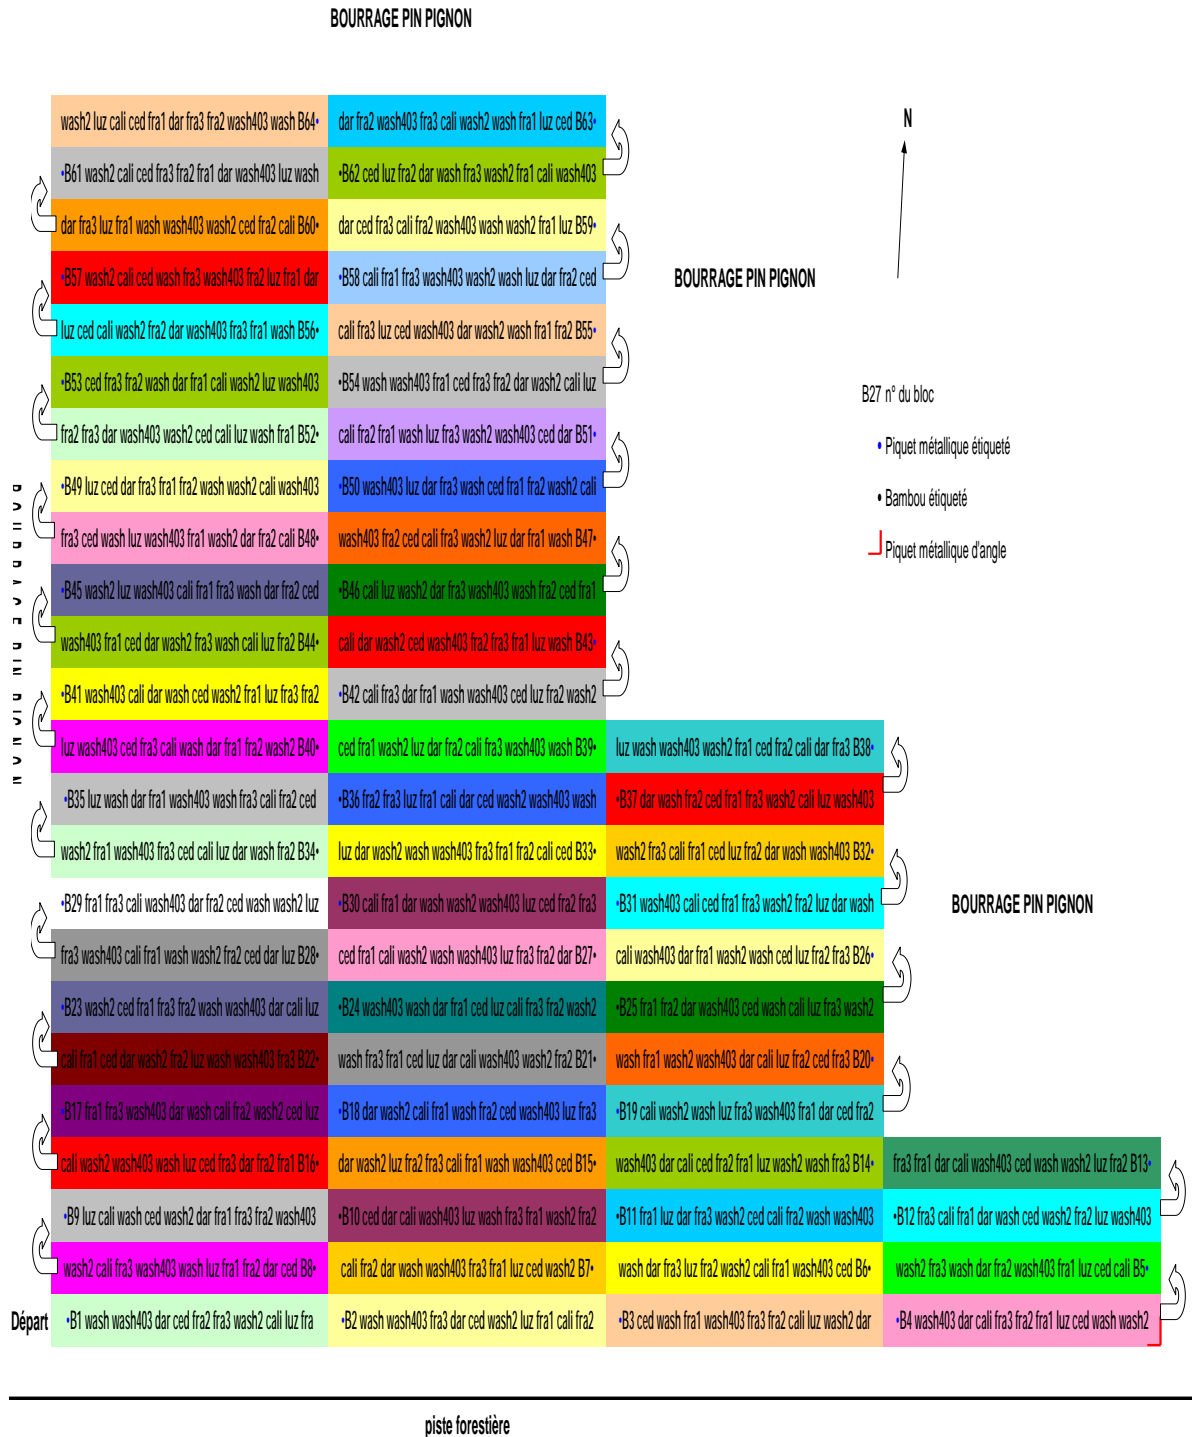 BOURRAGE PIN PIGNON
wash2 luz cali ced fra1 dar fra3 fra2 wash403 wash B64• dar fra2 wash403 fra3 cali wash2 wash fra1 luz ced B63•
N
•B61 wash2 cali ced fra3 fra2 fra1 dar wash403 luz wash •B62 ced luz fra2 dar wash fra3 wash2 fra1 cali wash403
dar fra3 luz fra1 wash wash403 wash2 ced fra2 cali B60• dar ced fra3 cali fra2 wash403 wash wash2 fra1 luz B59•
•B57 wash2 cali ced wash fra3 wash403 fra2 luz fra1 dar •B58 cali fra1 fra3 wash403 wash2 wash luz dar fra2 ced
BOURRAGE PIN PIGNON
luz ced cali wash2 fra2 dar wash403 fra3 fra1 wash B56• cali fra3 luz ced wash403 dar wash2 wash fra1 fra2 B55•
•B53 ced fra3 fra2 wash dar fra1 cali wash2 luz wash403 •B54 wash wash403 fra1 ced fra3 fra2 dar wash2 cali luz
B27 n° du bloc
fra2 fra3 dar wash403 wash2 ced cali luz wash fra1 B52• cali fra2 fra1 wash luz fra3 wash2 wash403 ced dar B51•
• Piquet métallique étiqueté
•B49 luz ced dar fra3 fra1 fra2 wash wash2 cali wash403 •B50 wash403 luz dar fra3 wash ced fra1 fra2 wash2 cali
• Bambou étiqueté
BOURRAGE PIN PIGNON
fra3 ced wash luz wash403 fra1 wash2 dar fra2 cali B48• wash403 fra2 ced cali fra3 wash2 luz dar fra1 wash B47•
Piquet métallique d'angle
•B45 wash2 luz wash403 cali fra1 fra3 wash dar fra2 ced •B46 cali luz wash2 dar fra3 wash403 wash fra2 ced fra1
wash403 fra1 ced dar wash2 fra3 wash cali luz fra2 B44• cali dar wash2 ced wash403 fra2 fra3 fra1 luz wash B43•
•B41 wash403 cali dar wash ced wash2 fra1 luz fra3 fra2 •B42 cali fra3 dar fra1 wash wash403 ced luz fra2 wash2
luz wash403 ced fra3 cali wash dar fra1 fra2 wash2 B40• ced fra1 wash2 luz dar fra2 cali fra3 wash403 wash B39• luz wash wash403 wash2 fra1 ced fra2 cali dar fra3 B38•
•B35 luz wash dar fra1 wash403 wash fra3 cali fra2 ced •B36 fra2 fra3 luz fra1 cali dar ced wash2 wash403 wash •B37 dar wash fra2 ced fra1 fra3 wash2 cali luz wash403
wash2 fra1 wash403 fra3 ced cali luz dar wash fra2 B34• luz dar wash2 wash wash403 fra3 fra1 fra2 cali ced B33• wash2 fra3 cali fra1 ced luz fra2 dar wash wash403 B32•
•B29 fra1 fra3 cali wash403 dar fra2 ced wash wash2 luz •B30 cali fra1 dar wash wash2 wash403 luz ced fra2 fra3 •B31 wash403 cali ced fra1 fra3 wash2 fra2 luz dar wash
BOURRAGE PIN PIGNON
fra3 wash403 cali fra1 wash wash2 fra2 ced dar luz B28• ced fra1 cali wash2 wash wash403 luz fra3 fra2 dar B27• cali wash403 dar fra1 wash2 wash ced luz fra2 fra3 B26•
•B23 wash2 ced fra1 fra3 fra2 wash wash403 dar cali luz •B24 wash403 wash dar fra1 ced luz cali fra3 fra2 wash2 •B25 fra1 fra2 dar wash403 ced wash cali luz fra3 wash2
cali fra1 ced dar wash2 fra2 luz wash wash403 fra3 B22• wash fra3 fra1 ced luz dar cali wash403 wash2 fra2 B21• wash fra1 wash2 wash403 dar cali luz fra2 ced fra3 B20•
•B17 fra1 fra3 wash403 dar wash cali fra2 wash2 ced luz •B18 dar wash2 cali fra1 wash fra2 ced wash403 luz fra3 •B19 cali wash2 wash luz fra3 wash403 fra1 dar ced fra2
cali wash2 wash403 wash luz ced fra3 dar fra2 fra1 B16• dar wash2 luz fra2 fra3 cali fra1 wash wash403 ced B15• wash403 dar cali ced fra2 fra1 luz wash2 wash fra3 B14• fra3 fra1 dar cali wash403 ced wash wash2 luz fra2 B13•
•B9 luz cali wash ced wash2 dar fra1 fra3 fra2 wash403 •B10 ced dar cali wash403 luz wash fra3 fra1 wash2 fra2 •B11 fra1 luz dar fra3 wash2 ced cali fra2 wash wash403 •B12 fra3 cali fra1 dar wash ced wash2 fra2 luz wash403
wash2 cali fra3 wash403 wash luz fra1 fra2 dar ced B8• cali fra2 dar wash wash403 fra3 fra1 luz ced wash2 B7• wash dar fra3 luz fra2 wash2 cali fra1 wash403 ced B6• wash2 fra3 wash dar fra2 wash403 fra1 luz ced cali B5•
Départ •B1 wash wash403 dar ced fra2 fra3 wash2 cali luz fra •B2 wash wash403 fra3 dar ced wash2 luz fra1 cali fra2 •B3 ced wash fra1 wash403 fra3 fra2 cali luz wash2 dar •B4 wash403 dar cali fra3 fra2 fra1 luz ced wash wash2
piste forestière